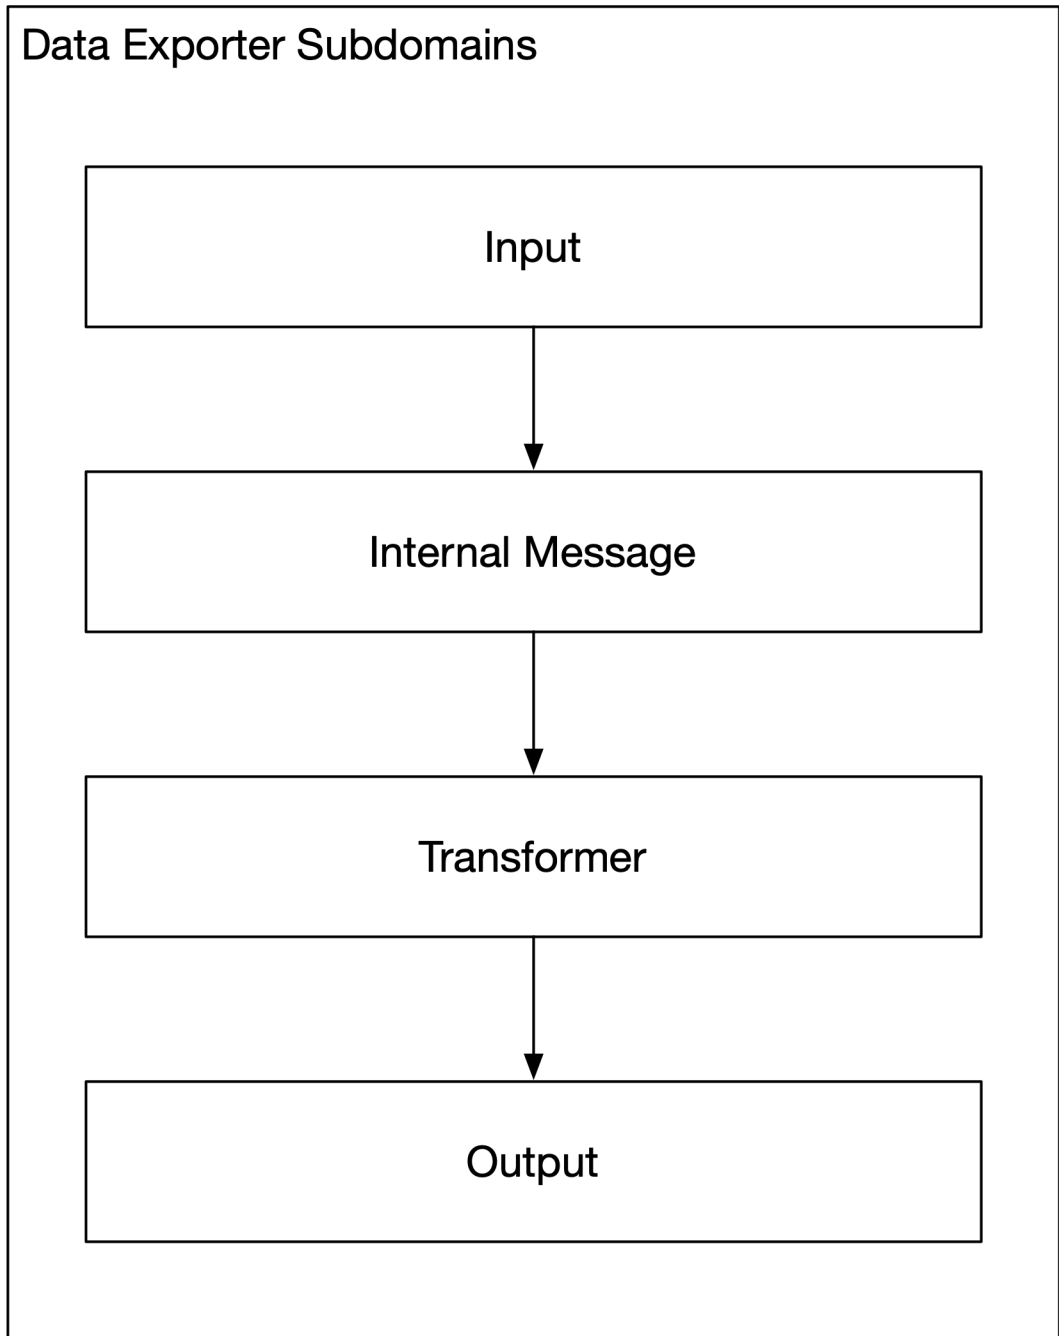 Data Exporter Subdomains
Input
Internal Message
Transformer
Output